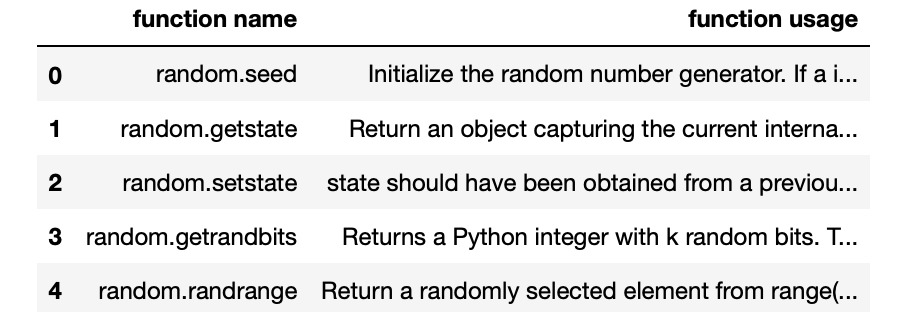 function name function usage
0 random.seed Initialize the random number generator. If a i...
1 random.getstate Return an object capturing the current interna...
2 random.setstate state should have been obtained from a previou...
3 random.getrandbits Returns a Python integer with k random bits. T...
4 random.randrange Return a randomly selected element from range(...